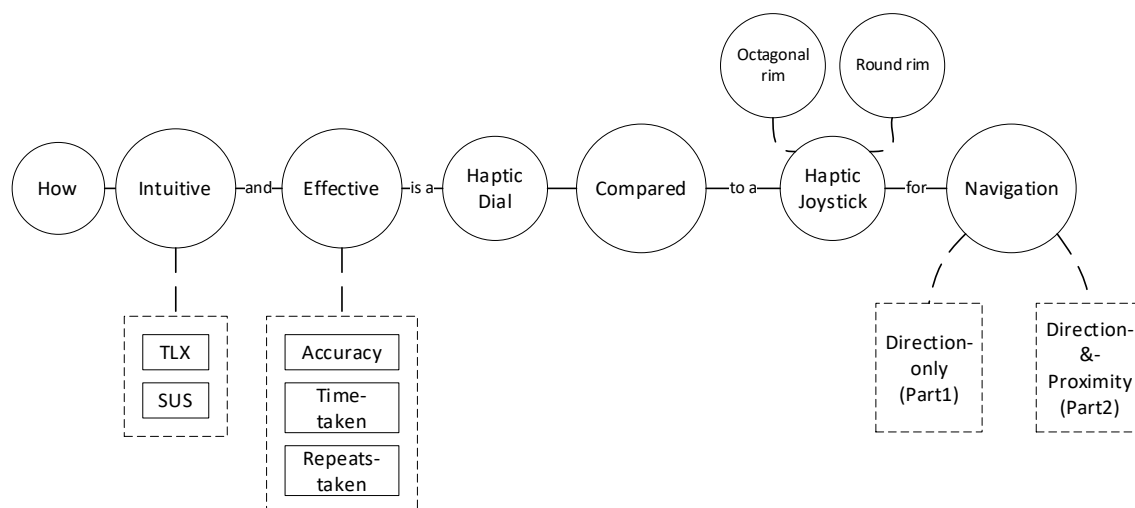 Octagonal
rim
Round rim
How
Intuitive
and
Effective
is a
Haptic
Dial
Compared
to a
Haptic
Joystick
for
Navigation
TLX
SUS
Accuracy
Time-
taken
Repeats-
taken
Direction-
only
(Part1)
Direction-
&-
Proximity
(Part2)